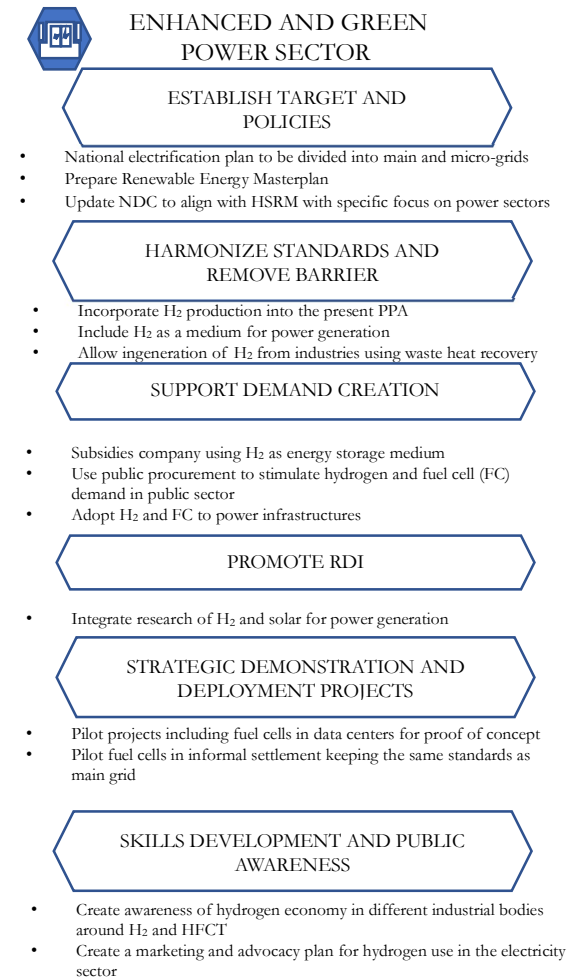 ENHANCED AND GREEN
POWER SECTOR
ESTABLISH TARGET AND
POLICIES
• National electrification plan to be divided into main and micro-grids
• Prepare Renewable Energy Masterplan
• Update NDC to align with HSRM with specific focus on power sectors
HARMONIZE STANDARDS AND
REMOVE BARRIER
• Incorporate H₂ production into the present PPA
• Include H₂ as a medium for power generation
• Allow ingeneration of H₂ from industries using waste heat recovery
SUPPORT DEMAND CREATION
• Subsidies company using H₂ as energy storage medium
• Use public procurement to stimulate hydrogen and fuel cell (FC)
demand in public sector
• Adopt H₂ and FC to power infrastructures
PROMOTE RDI
• Integrate research of H₂ and solar for power generation
STRATEGIC DEMONSTRATION AND
DEPLOYMENT PROJECTS
• Pilot projects including fuel cells in data centers for proof of concept
• Pilot fuel cells in informal settlement keeping the same standards as
main grid
SKILLS DEVELOPMENT AND PUBLIC
AWARENESS
• Create awareness of hydrogen economy in different industrial bodies
around H₂ and HFCT
• Create a marketing and advocacy plan for hydrogen use in the electricity
sector